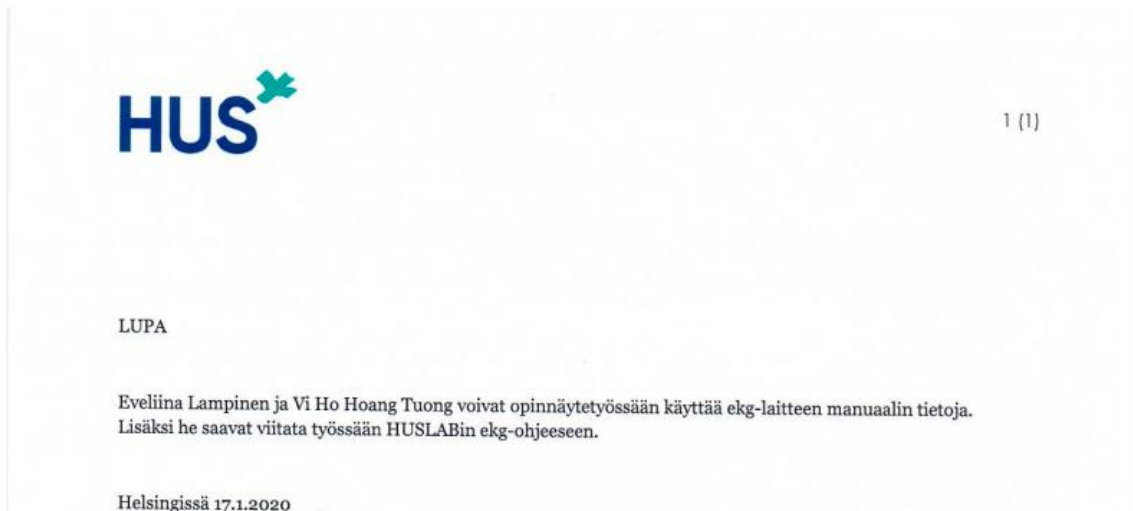 HUS
1 (1)
LUPA
Eveliina Lampinen ja Vi Ho Hoang Tuong voivat opinnäytetyössään käyttää ekg-laitteen manuaalin tietoja.
Lisäksi he saavat viitata työssään HUSLABin ekg-ohjeeseen.
Helsingissä 17.1.2020